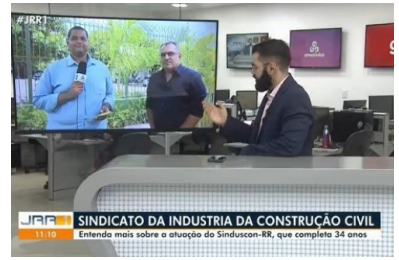 #JRR1
JRR1
SINDICATO DA INDUSTRIA DA CONSTRUÇÃO CIVIL
11:10
Entenda mais sobre a atuação do Sinduscon-RR, que completa 34 anos